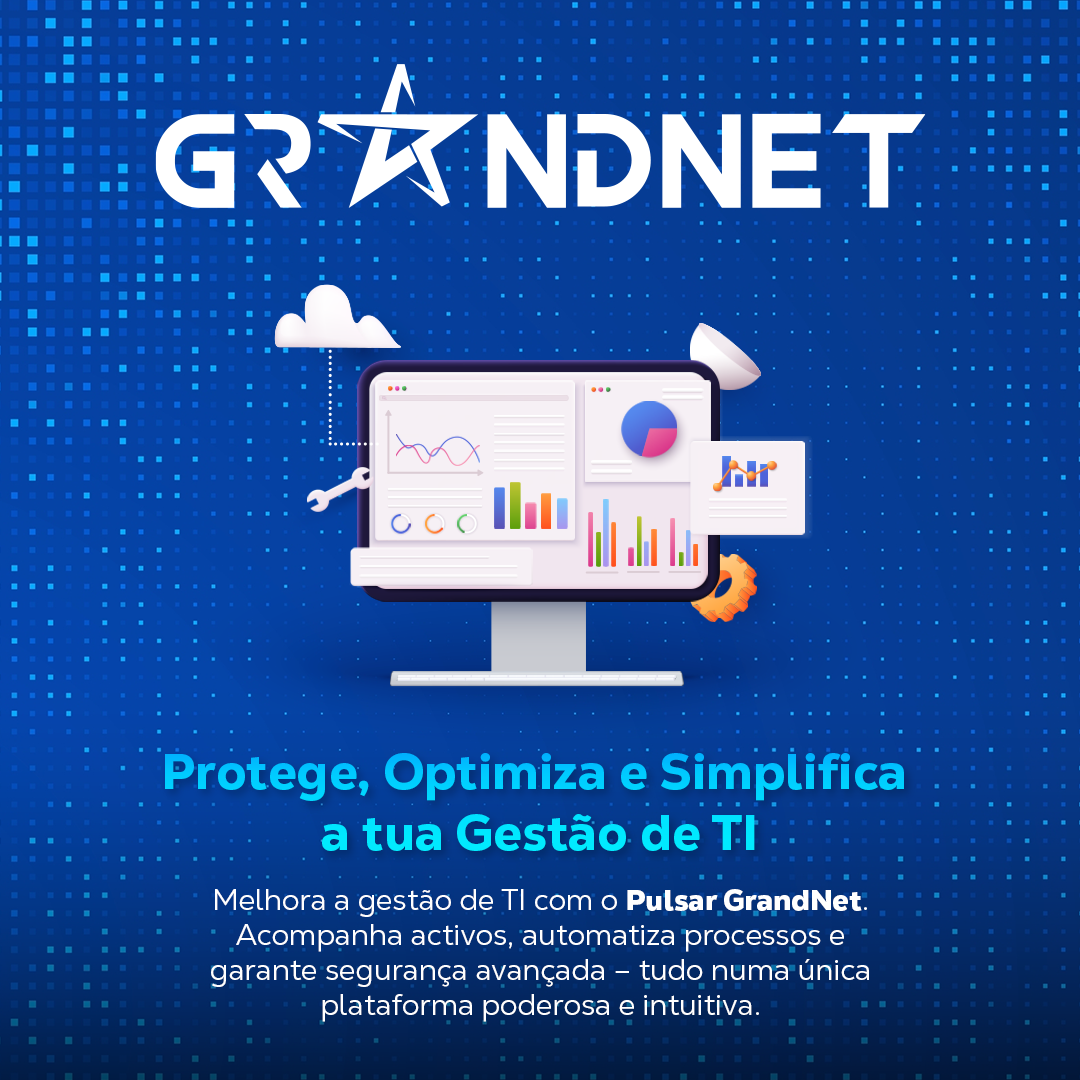 GRANDNET
Protege, Optimiza e Simplifica
a tua Gestão de TI
Melhora a gestão de TI com o Pulsar GrandNet.
Acompanha activos, automatiza processos e
garante segurança avançada – tudo numa única
plataforma poderosa e intuitiva.